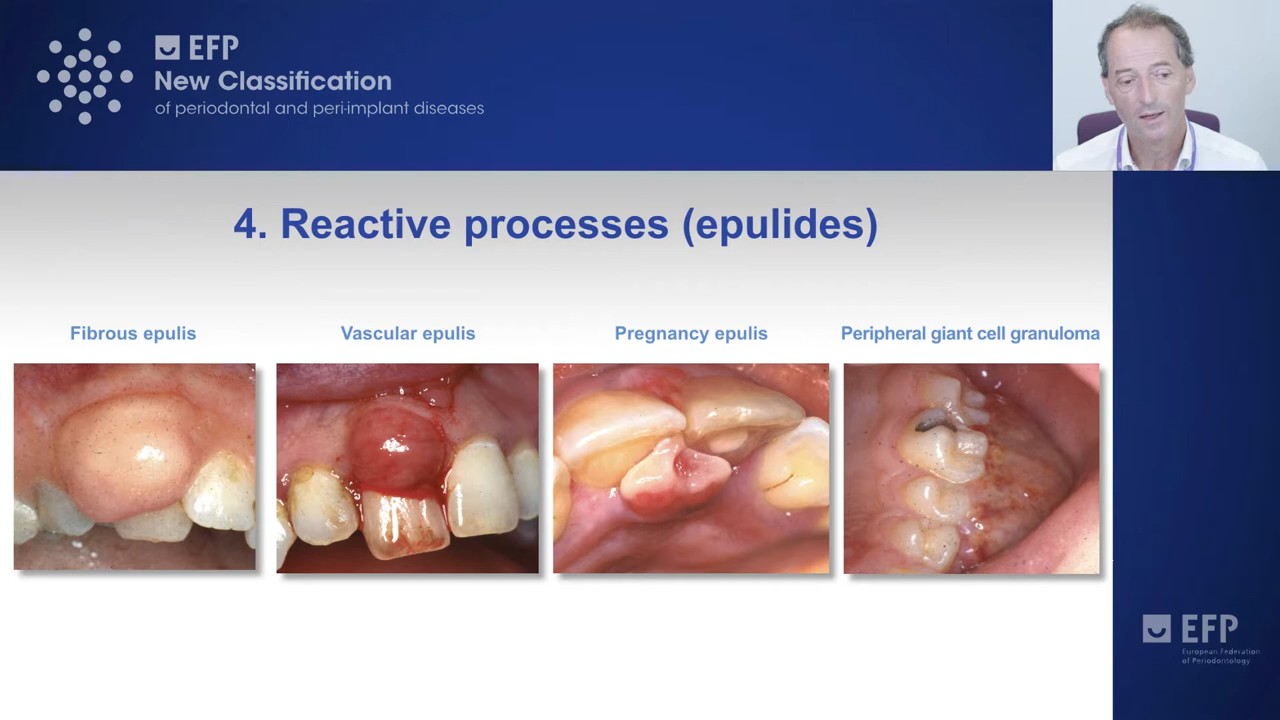 EFP
New Classification
of periodontal and peri-implant diseases
4. Reactive processes (epulides)
Fibrous epulis
Vascular epulis
Pregnancy epulis
Peripheral giant cell granuloma
EFP
European Federation
of Periodontology